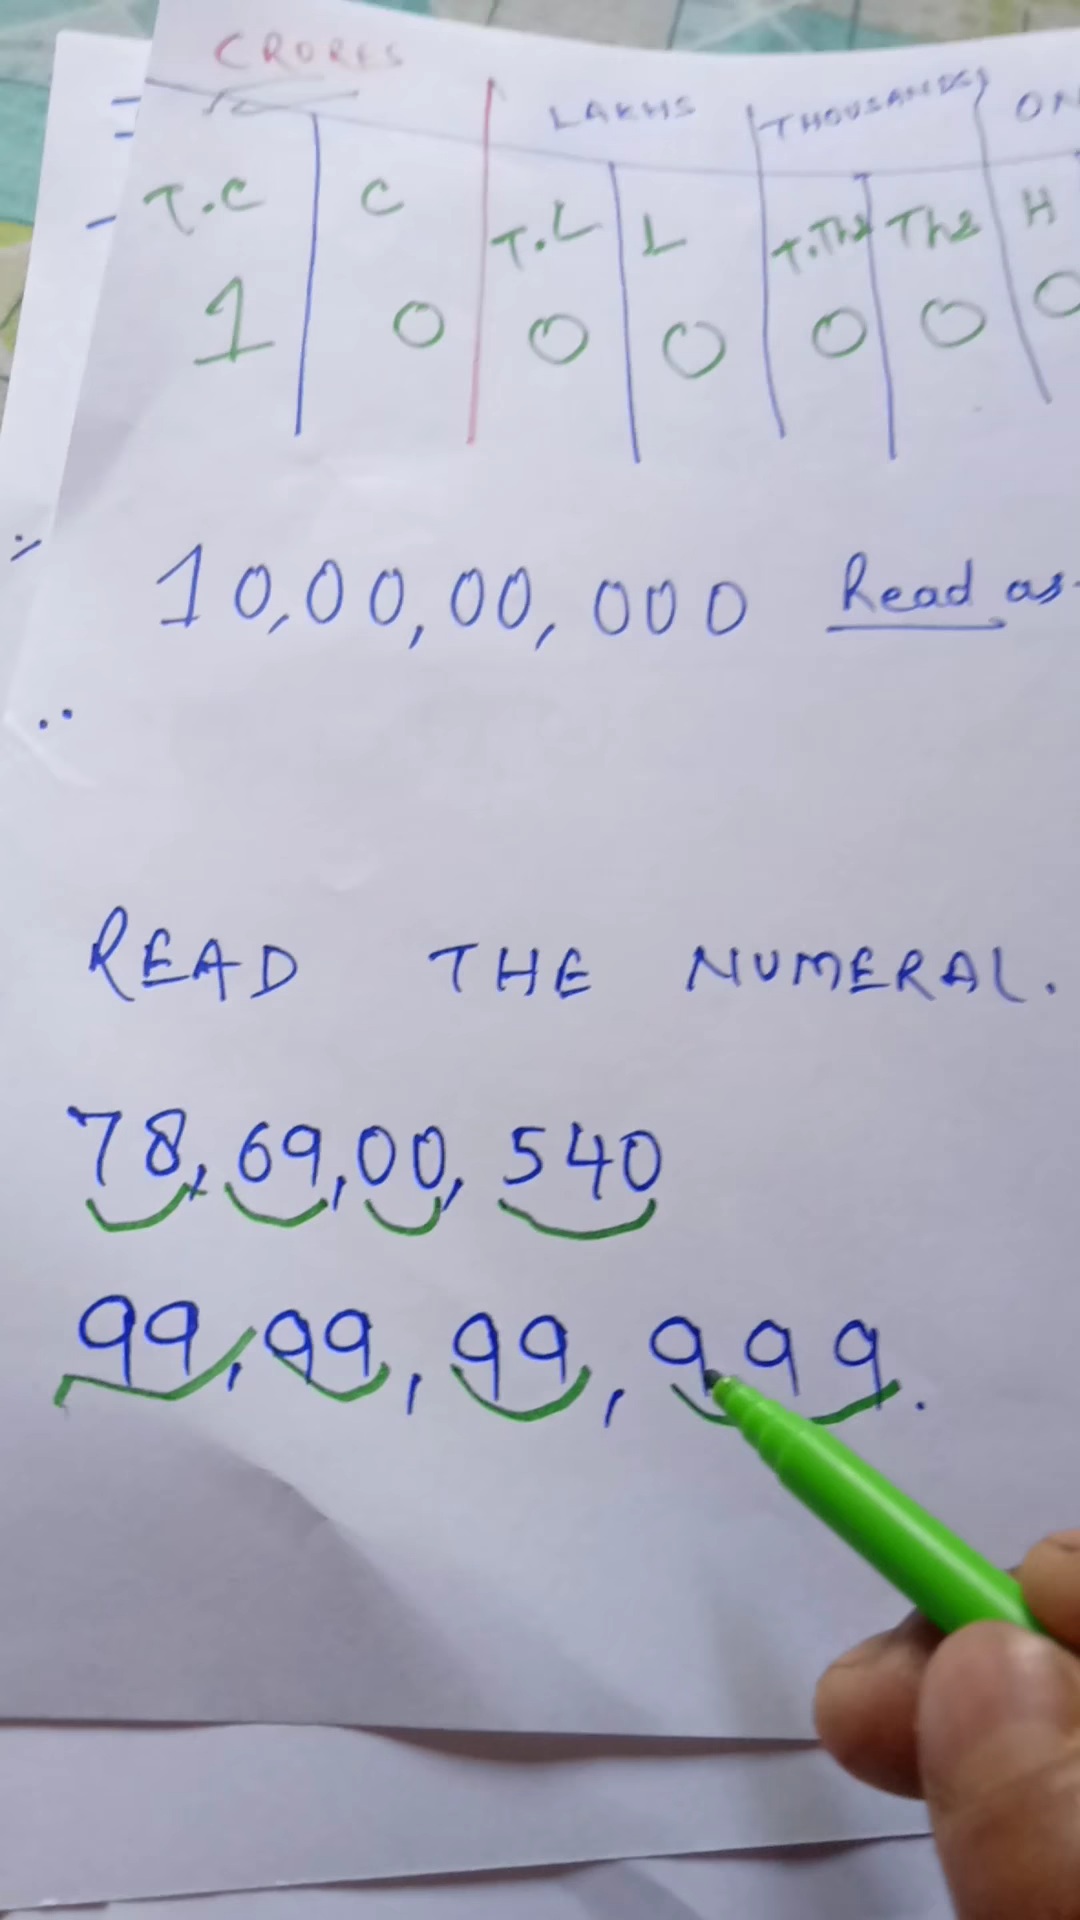 CRORES LAKHS THOUSANDS
T.C C T.L L T.Ths Ths H
1 0 0 0 0 0 0
10,00,00,000 Read as
READ THE NUMERAL.
78,69,00,540
99,99,99,999.